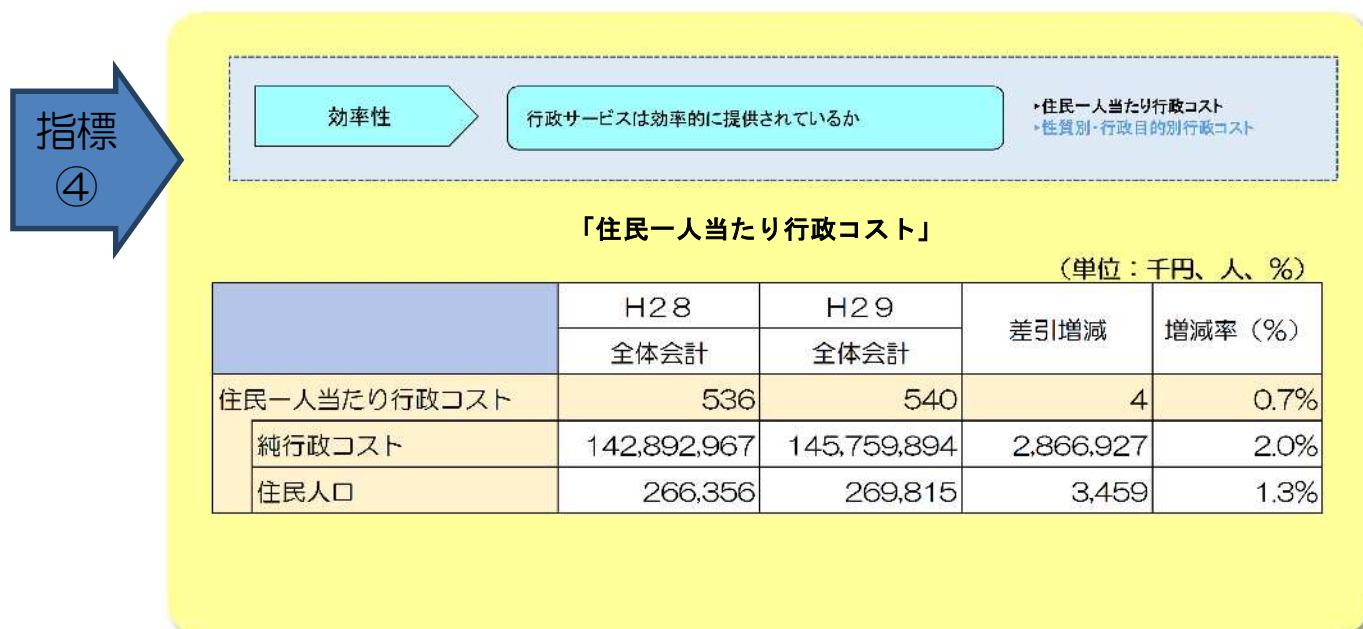 指標
④
効率性
行政サービスは効率的に提供されているか
▸住民一人当たり行政コスト
▸性質別・行政目的別行政コスト
「住民一人当たり行政コスト」
（単位：千円、人、％）
H28 H29 差引増減 増減率（％）
全体会計 全体会計
住民一人当たり行政コスト 536 540 4 0.7%
純行政コスト 142,892,967 145,759,894 2,866,927 2.0%
住民人口 266,356 269,815 3,459 1.3%